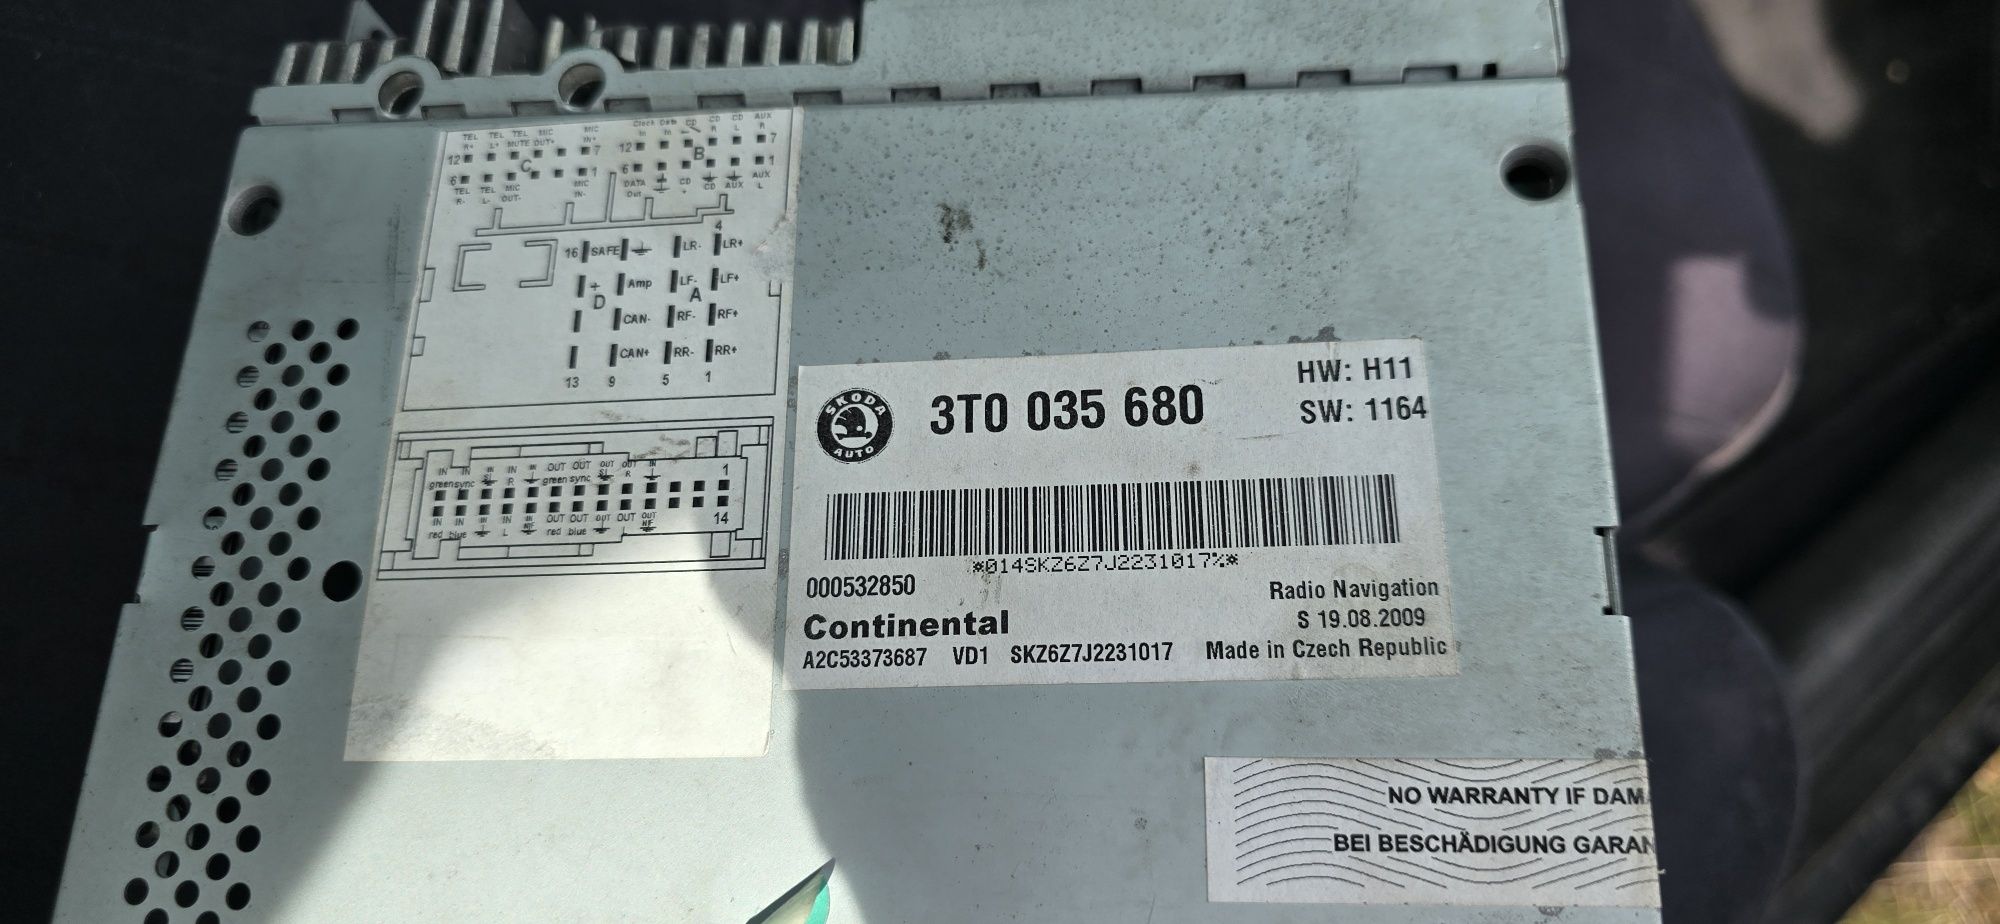 TEL TEL TEL MIC MIC Clock Data CD CD CD AUX
R+ L+ MUTE OUT+ IN+ In In R L R
12 7 12 7
C B
6 1 6 1
TEL TEL MIC MIC DATA CD CD AUX AUX
R- L- OUT- IN- Out + L
4
16 SAFE LR- LR+
+ Amp LF- LF+
D A
CAN- RF- RF+
CAN+ RR- RR+
13 9 5 1
IN IN IN IN OUT OUT OUT OUT IN 1
green sync R green sync R
14
IN IN IN IN IN OUT OUT OUT OUT OUT
red blue L NF red blue L NF
SKODA
AUTO
3T0 035 680
HW: H11
SW: 1164
*014SKZ6Z7J2231017%*
000532850
Radio Navigation
Continental
S 19.08.2009
A2C53373687 VD1 SKZ6Z7J2231017 Made in Czech Republic
NO WARRANTY IF DAMA
BEI BESCHÄDIGUNG GARAN